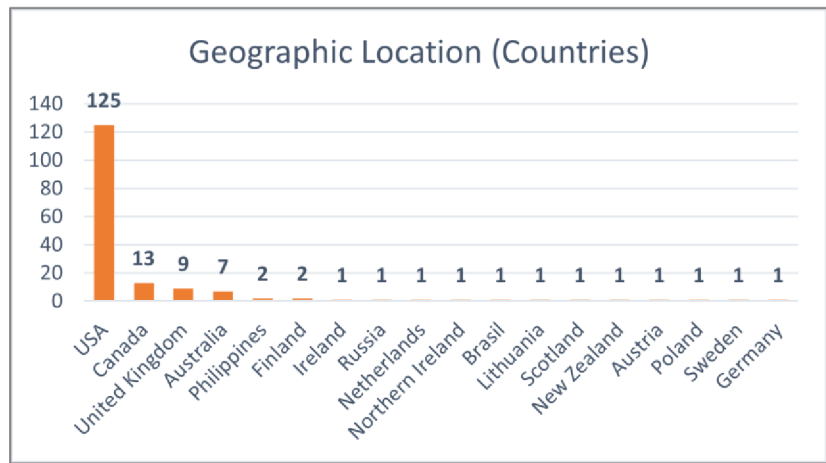 Geographic Location (Countries)
125
140
120
100
80
60
40
20
0
13
9
7
2
2
1
1
1
1
1
1
1
1
1
1
1
1
USA
Canada
United Kingdom
Australia
Philippines
Finland
Ireland
Russia
Netherlands
Northern Ireland
Brasil
Lithuania
Scotland
New Zealand
Austria
Poland
Sweden
Germany